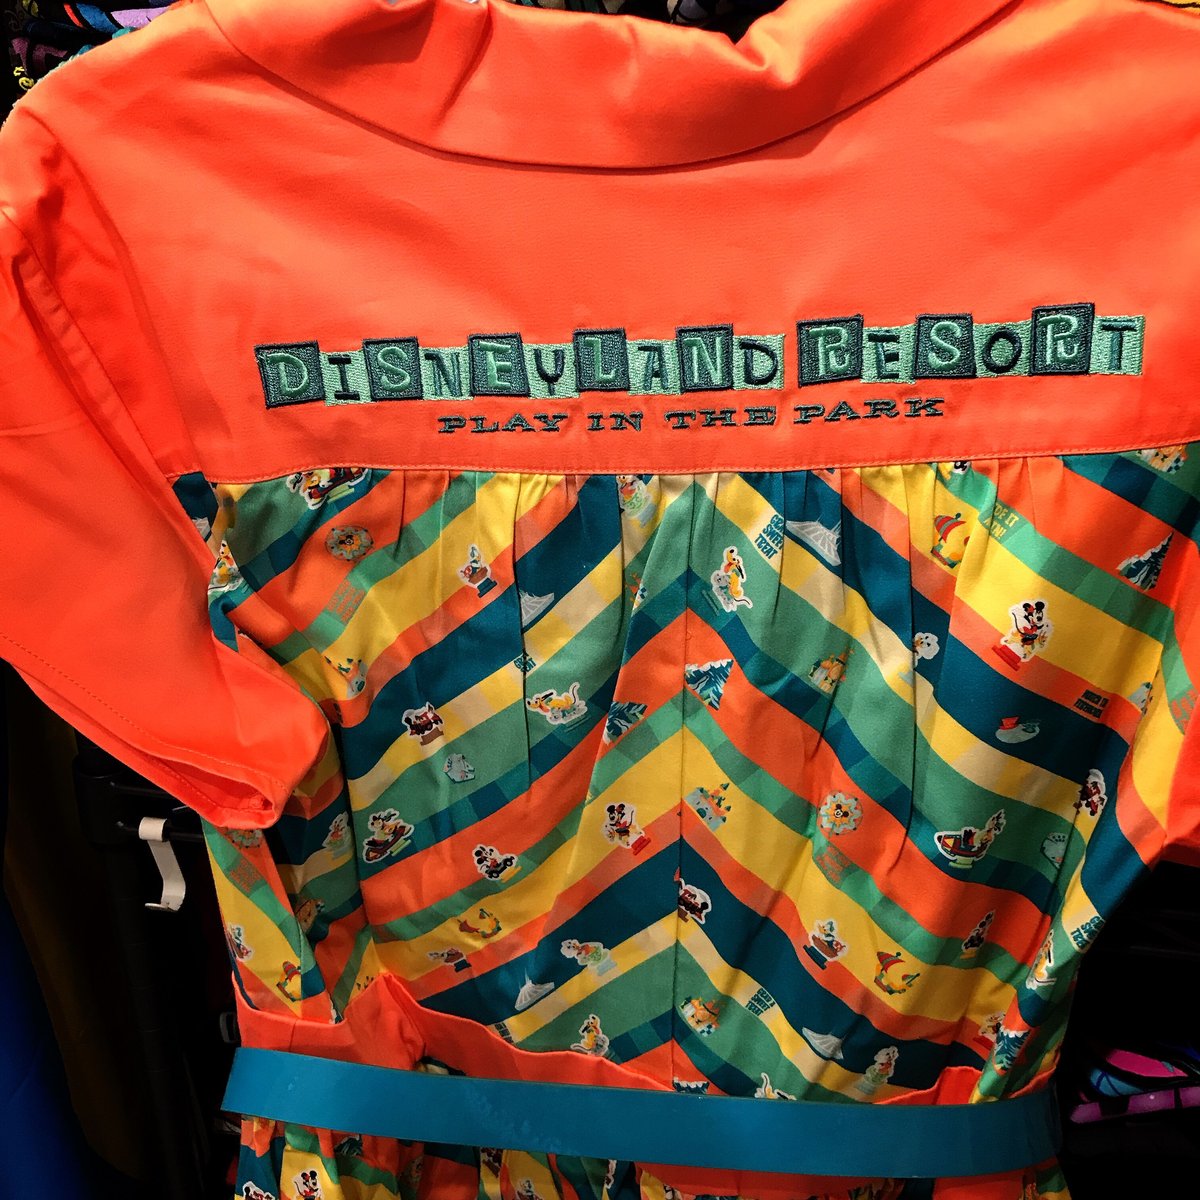 DISNEYLAND RESORT
PLAY IN THE PARK